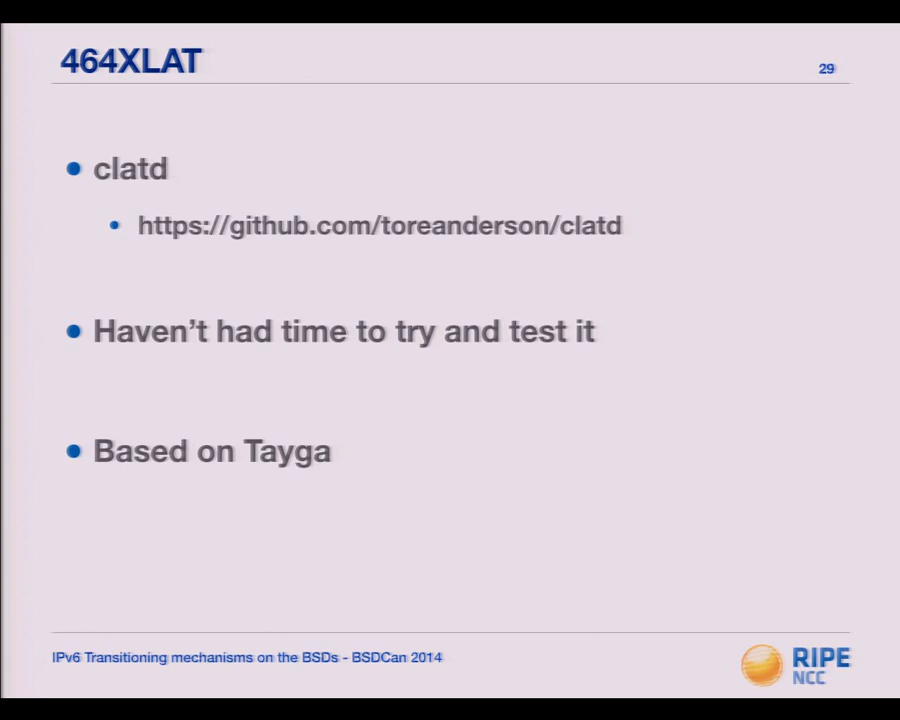 464XLAT
29
clatd
https://github.com/toreanderson/clatd
Haven't had time to try and test it
Based on Tayga
IPv6 Transitioning mechanisms on the BSDs - BSDCan 2014
RIPE
NCC